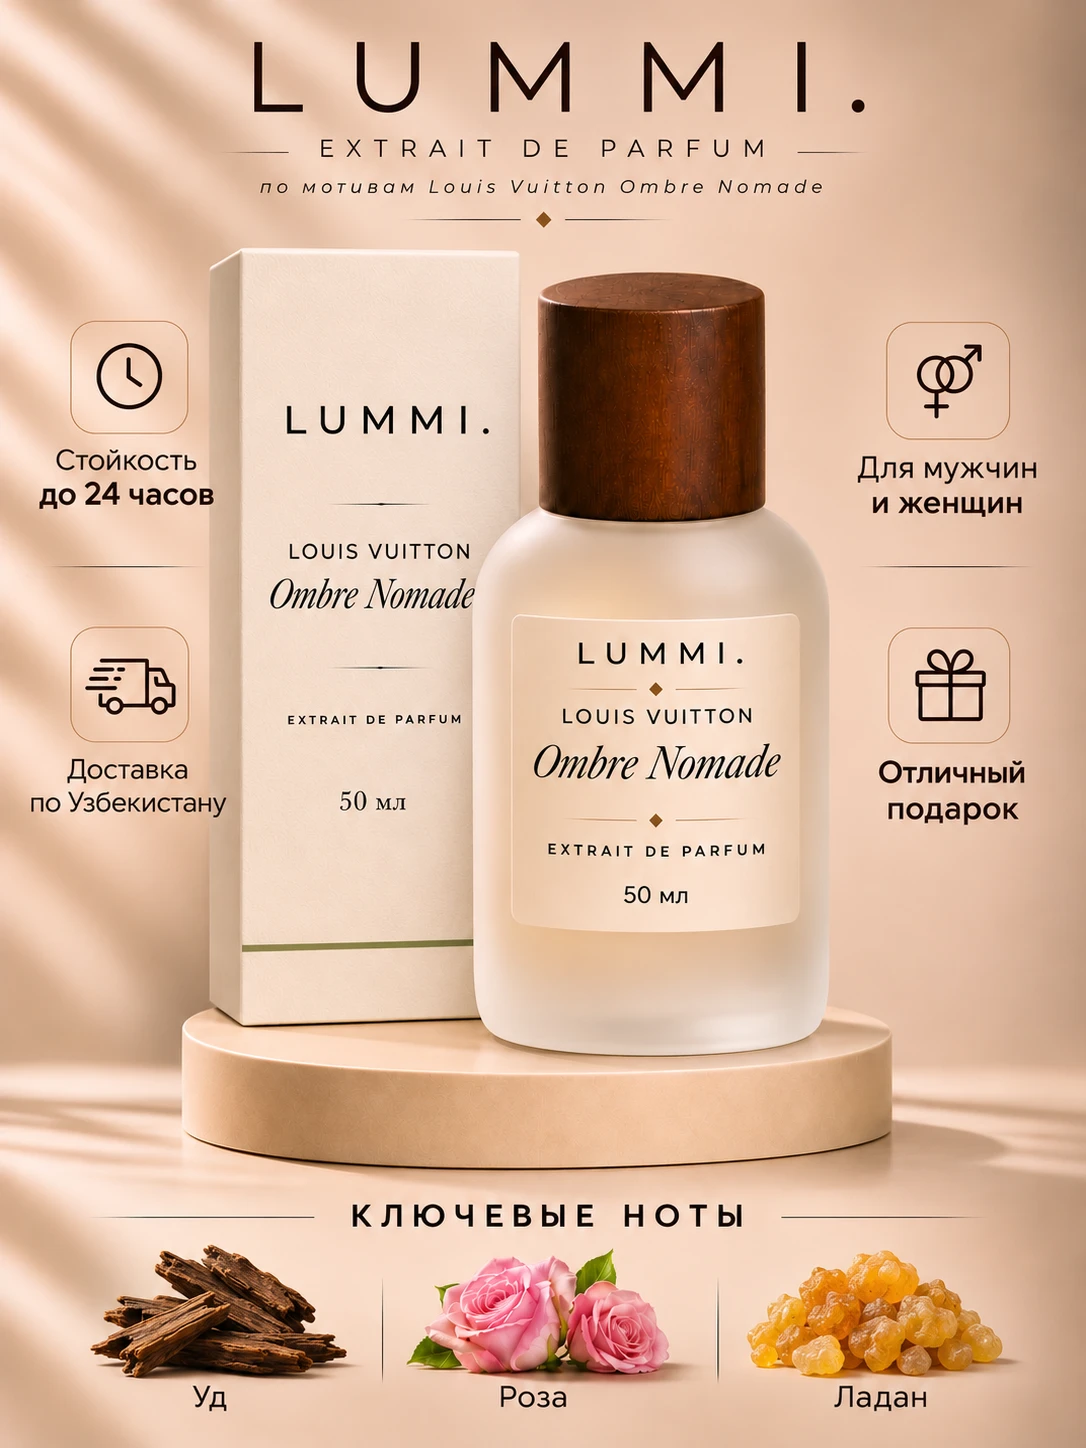 LUMMI.
EXTRAIT DE PARFUM
по мотивам Louis Vuitton Ombre Nomade
Стойкость
до 24 часов
Доставка
по Узбекистану
LUMMI.
LOUIS VUITTON
Ombre Nomade
EXTRAIT DE PARFUM
50 мл
LUMMI.
LOUIS VUITTON
Ombre Nomade
EXTRAIT DE PARFUM
50 мл
Для мужчин
и женщин
Отличный
подарок
КЛЮЧЕВЫЕ НОТЫ
Уд
Роза
Ладан